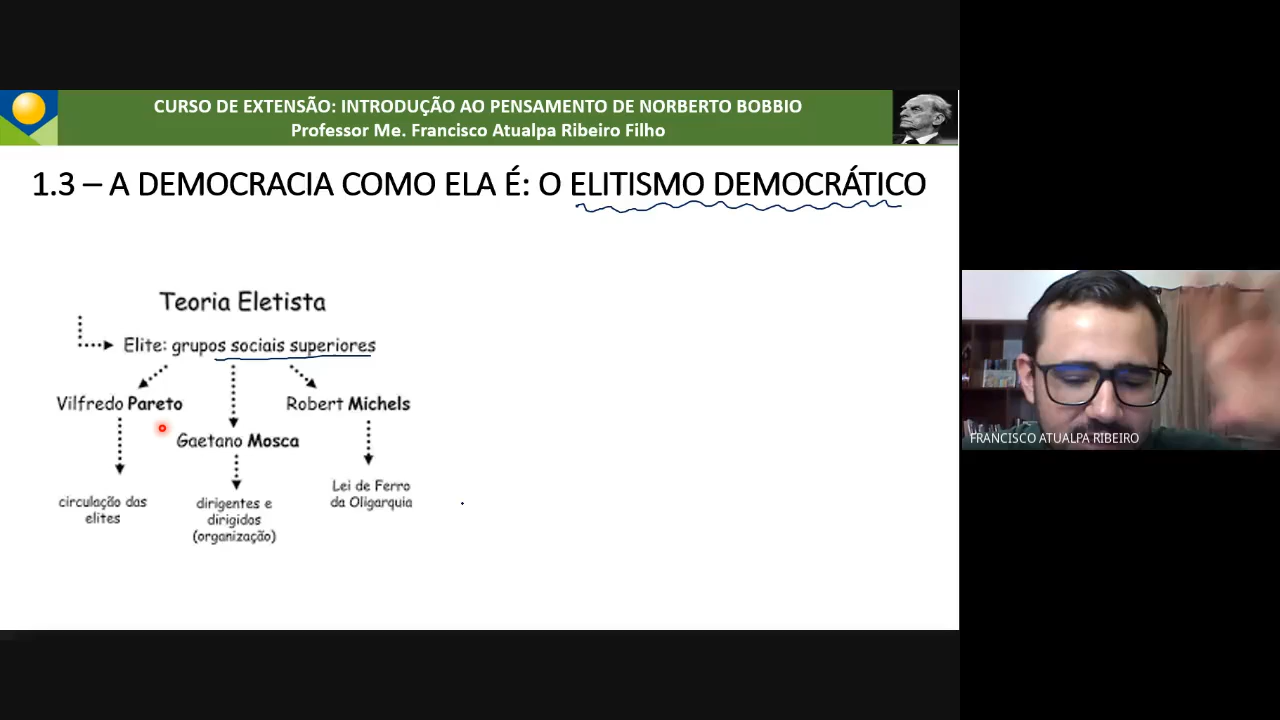 CURSO DE EXTENSÃO: INTRODUÇÃO AO PENSAMENTO DE NORBERTO BOBBIO
Professor Me. Francisco Atualpa Ribeiro Filho
1.3 – A DEMOCRACIA COMO ELA É: O ELITISMO DEMOCRÁTICO
Teoria Eletista
Elite: grupos sociais superiores
Vilfredo Pareto
Robert Michels
Gaetano Mosca
circulação das
elites
dirigentes e
dirigidos
(organização)
Lei de Ferro
da Oligarquia
FRANCISCO ATUALPA RIBEIRO